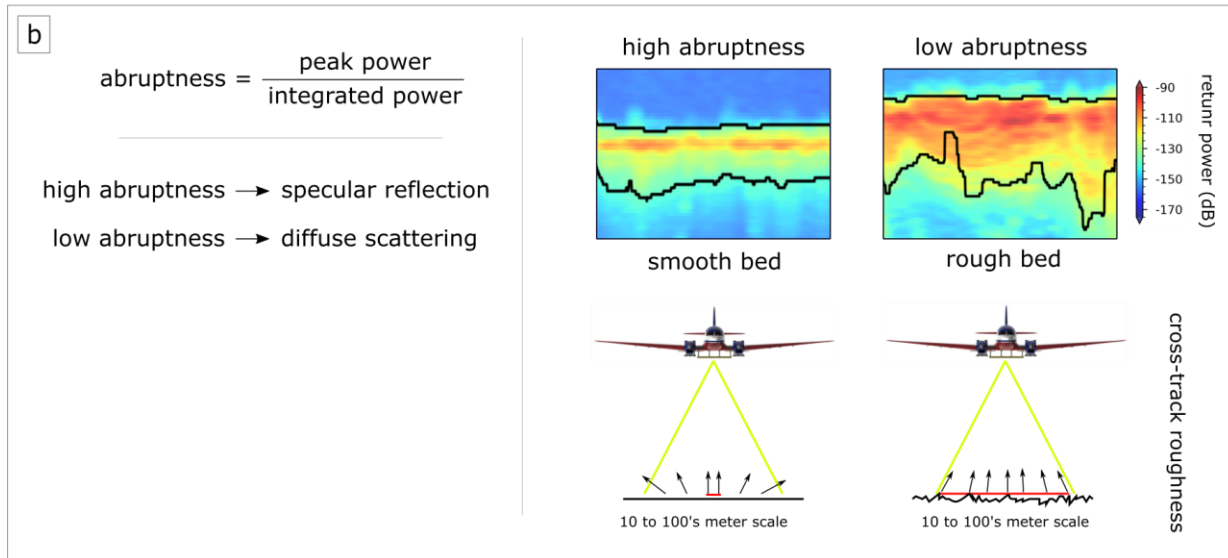 b
abruptness = peak power
integrated power
high abruptness → specular reflection
low abruptness → diffuse scattering
high abruptness
low abruptness
-90
-110
-130
-150
-170
retunr power (dB)
smooth bed
rough bed
10 to 100's meter scale
10 to 100's meter scale
cross-track roughness